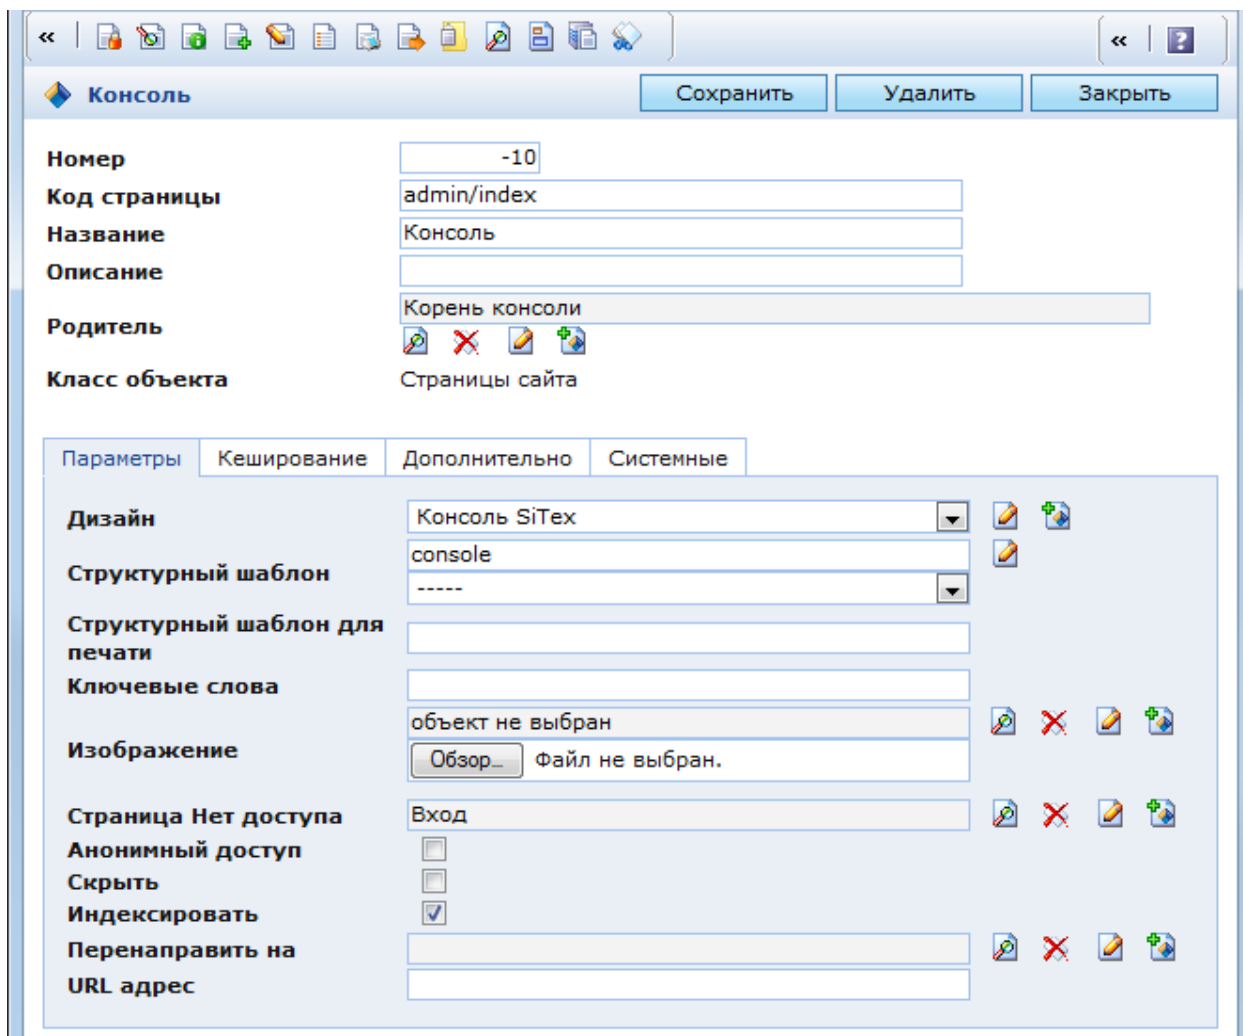 «
« ?
Консоль Сохранить Удалить Закрыть
Номер -10
Код страницы admin/index
Название Консоль
Описание
Родитель Корень консоли
Класс объекта Страницы сайта
Параметры Кеширование Дополнительно Системные
Дизайн Консоль SiTex
Структурный шаблон console
-----
Структурный шаблон для
печати
Ключевые слова
Изображение объект не выбран
Обзор… Файл не выбран.
Страница Нет доступа Вход
Анонимный доступ
Скрыть
Индексировать
Перенаправить на
URL адрес